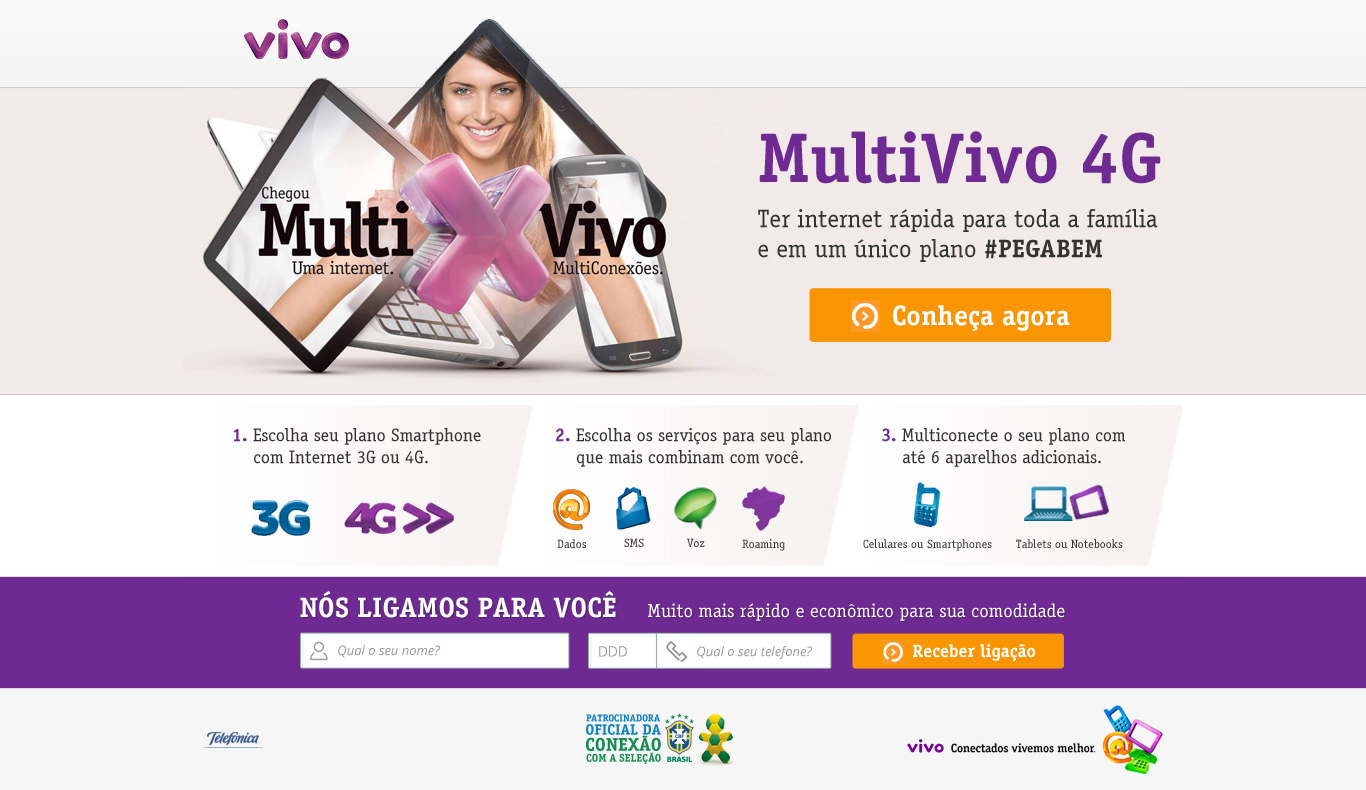 vivo
Chegou
Multi Vivo
Uma internet. MultiConexões.
MultiVivo 4G
Ter internet rápida para toda a família
e em um único plano #PEGABEM
Conheça agora
1. Escolha seu plano Smartphone
com Internet 3G ou 4G.
3G 4G
2. Escolha os serviços para seu plano
que mais combinam com você.
@
Dados SMS Voz Roaming
3. Multiconecte o seu plano com
até 6 aparelhos adicionais.
Celulares ou Smartphones Tablets ou Notebooks
NÓS LIGAMOS PARA VOCÊ Muito mais rápido e econômico para sua comodidade
Qual o seu nome? DDD Qual o seu telefone? Receber ligação
Telefónica
PATROCINADORA
OFICIAL DA
CONEXÃO
COM A SELEÇÃO
CBF
BRASIL
vivo Conectados vivemos melhor.
@